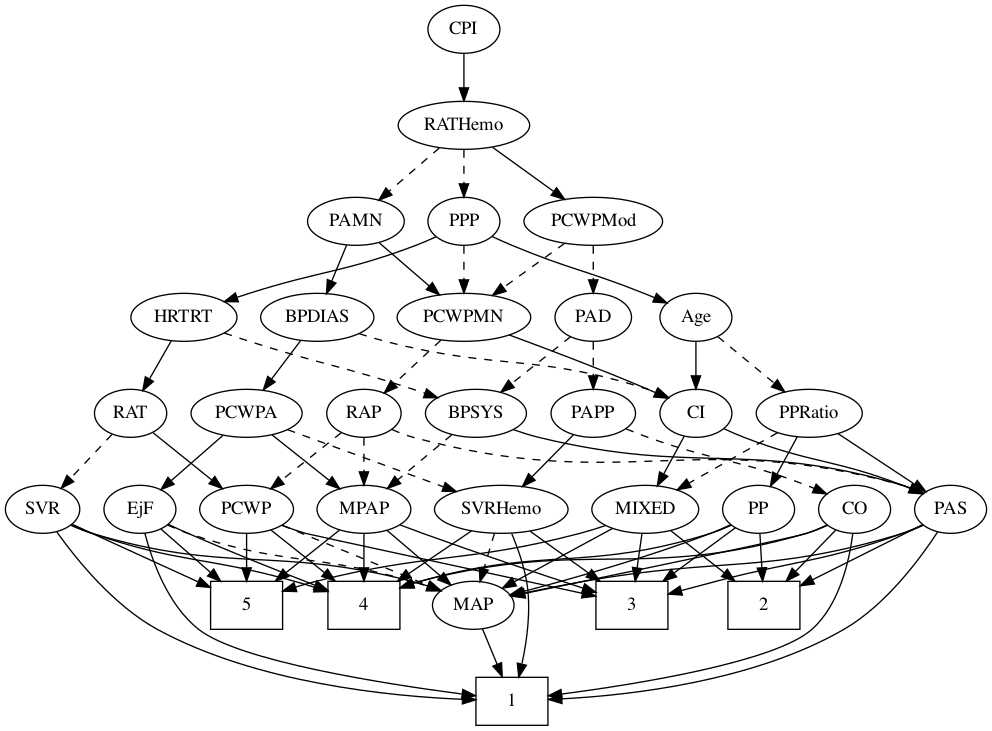 CPI
RATHemo
PAMN
PPP
PCWPMod
HRTRT
BPDIAS
PCWPMN
PAD
Age
RAT
PCWPA
RAP
BPSYS
PAPP
CI
PPRatio
SVR
EjF
PCWP
MPAP
SVRHemo
MIXED
PP
CO
PAS
5
4
MAP
3
2
1